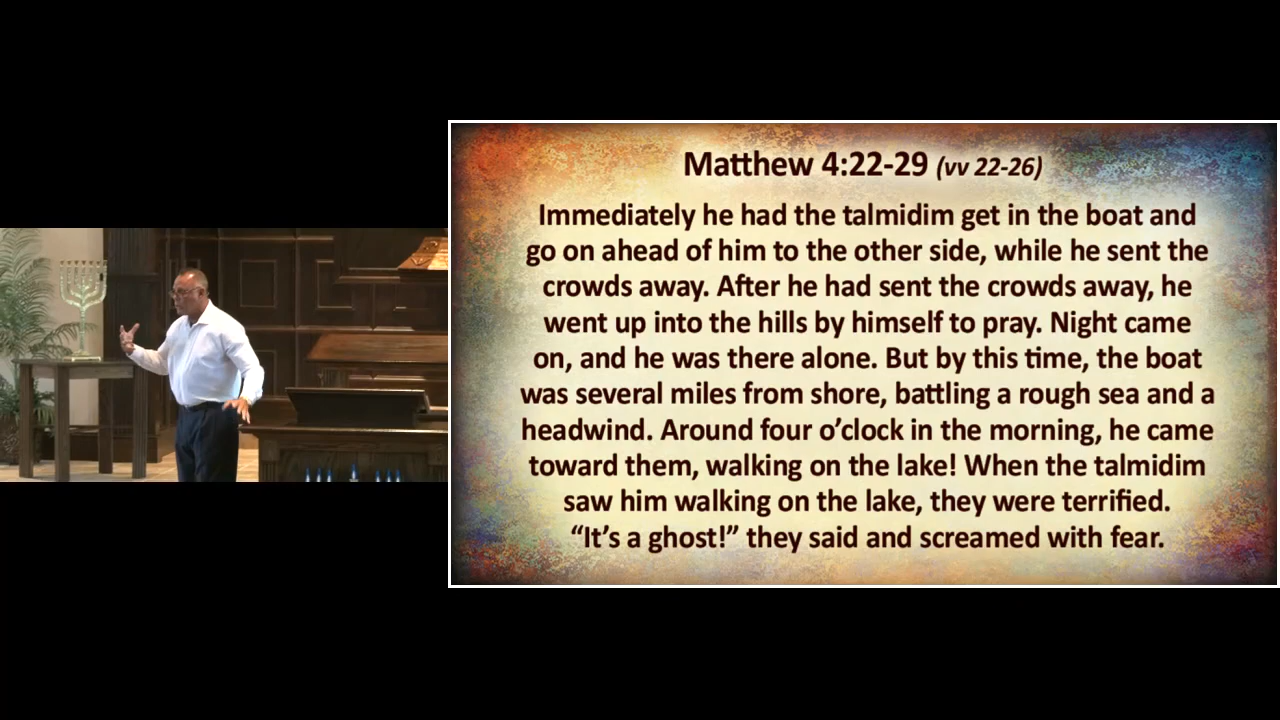 Matthew 4:22-29 (vv 22-26)
Immediately he had the talmidim get in the boat and
go on ahead of him to the other side, while he sent the
crowds away. After he had sent the crowds away, he
went up into the hills by himself to pray. Night came
on, and he was there alone. But by this time, the boat
was several miles from shore, battling a rough sea and a
headwind. Around four o’clock in the morning, he came
toward them, walking on the lake! When the talmidim
saw him walking on the lake, they were terrified.
“It’s a ghost!” they said and screamed with fear.